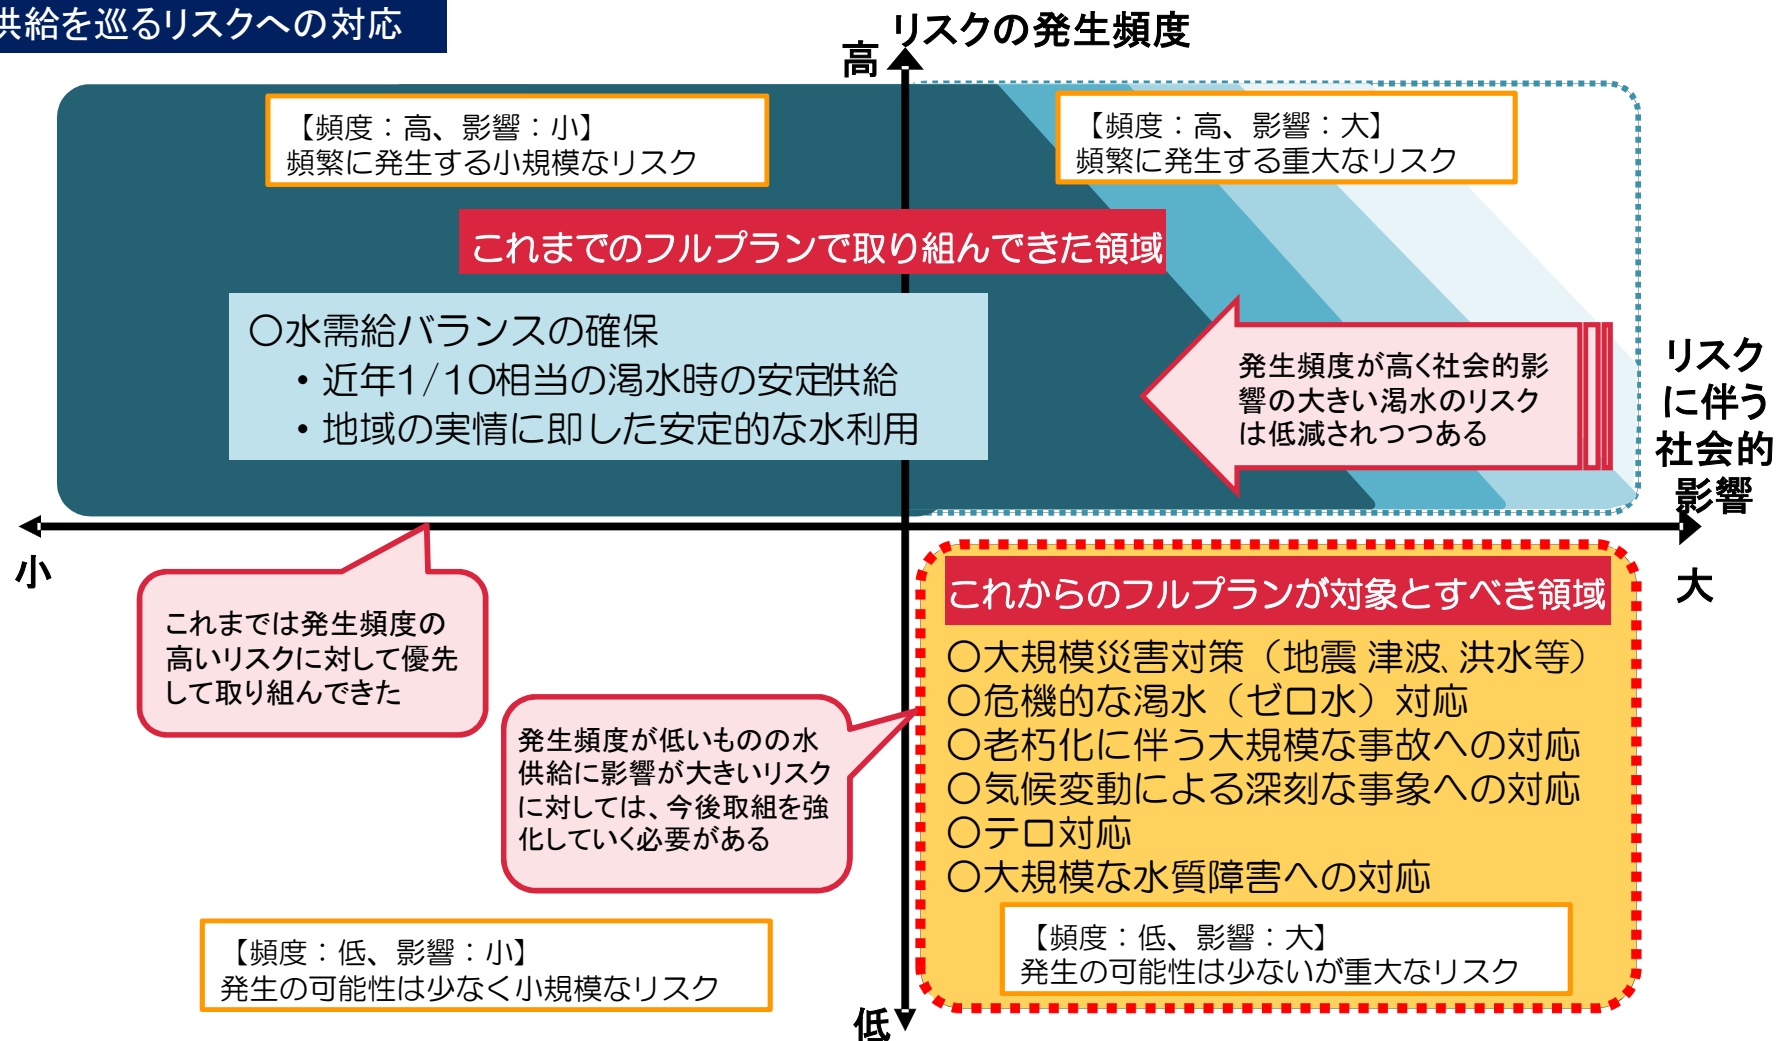 供給を巡るリスクへの対応
リスクの発生頻度
高
【頻度：高、影響：小】
頻繁に発生する小規模なリスク
【頻度：高、影響：大】
頻繁に発生する重大なリスク
これまでのフルプランで取り組んできた領域
〇水需給バランスの確保
・近年1/10相当の渇水時の安定供給
・地域の実情に即した安定的な水利用
発生頻度が高く社会的影
響の大きい渇水のリスク
は低減されつつある
リスク
に伴う
社会的
影響
小
大
これまでは発生頻度の
高いリスクに対して優先
して取り組んできた
発生頻度が低いものの水
供給に影響が大きいリスク
に対しては、今後取組を強
化していく必要がある
これからのフルプランが対象とすべき領域
〇大規模災害対策（地震 津波、洪水等）
〇危機的な渇水（ゼロ水）対応
〇老朽化に伴う大規模な事故への対応
〇気候変動による深刻な事象への対応
〇テロ対応
〇大規模な水質障害への対応
【頻度：低、影響：小】
発生の可能性は少なく小規模なリスク
【頻度：低、影響：大】
発生の可能性は少ないが重大なリスク
低